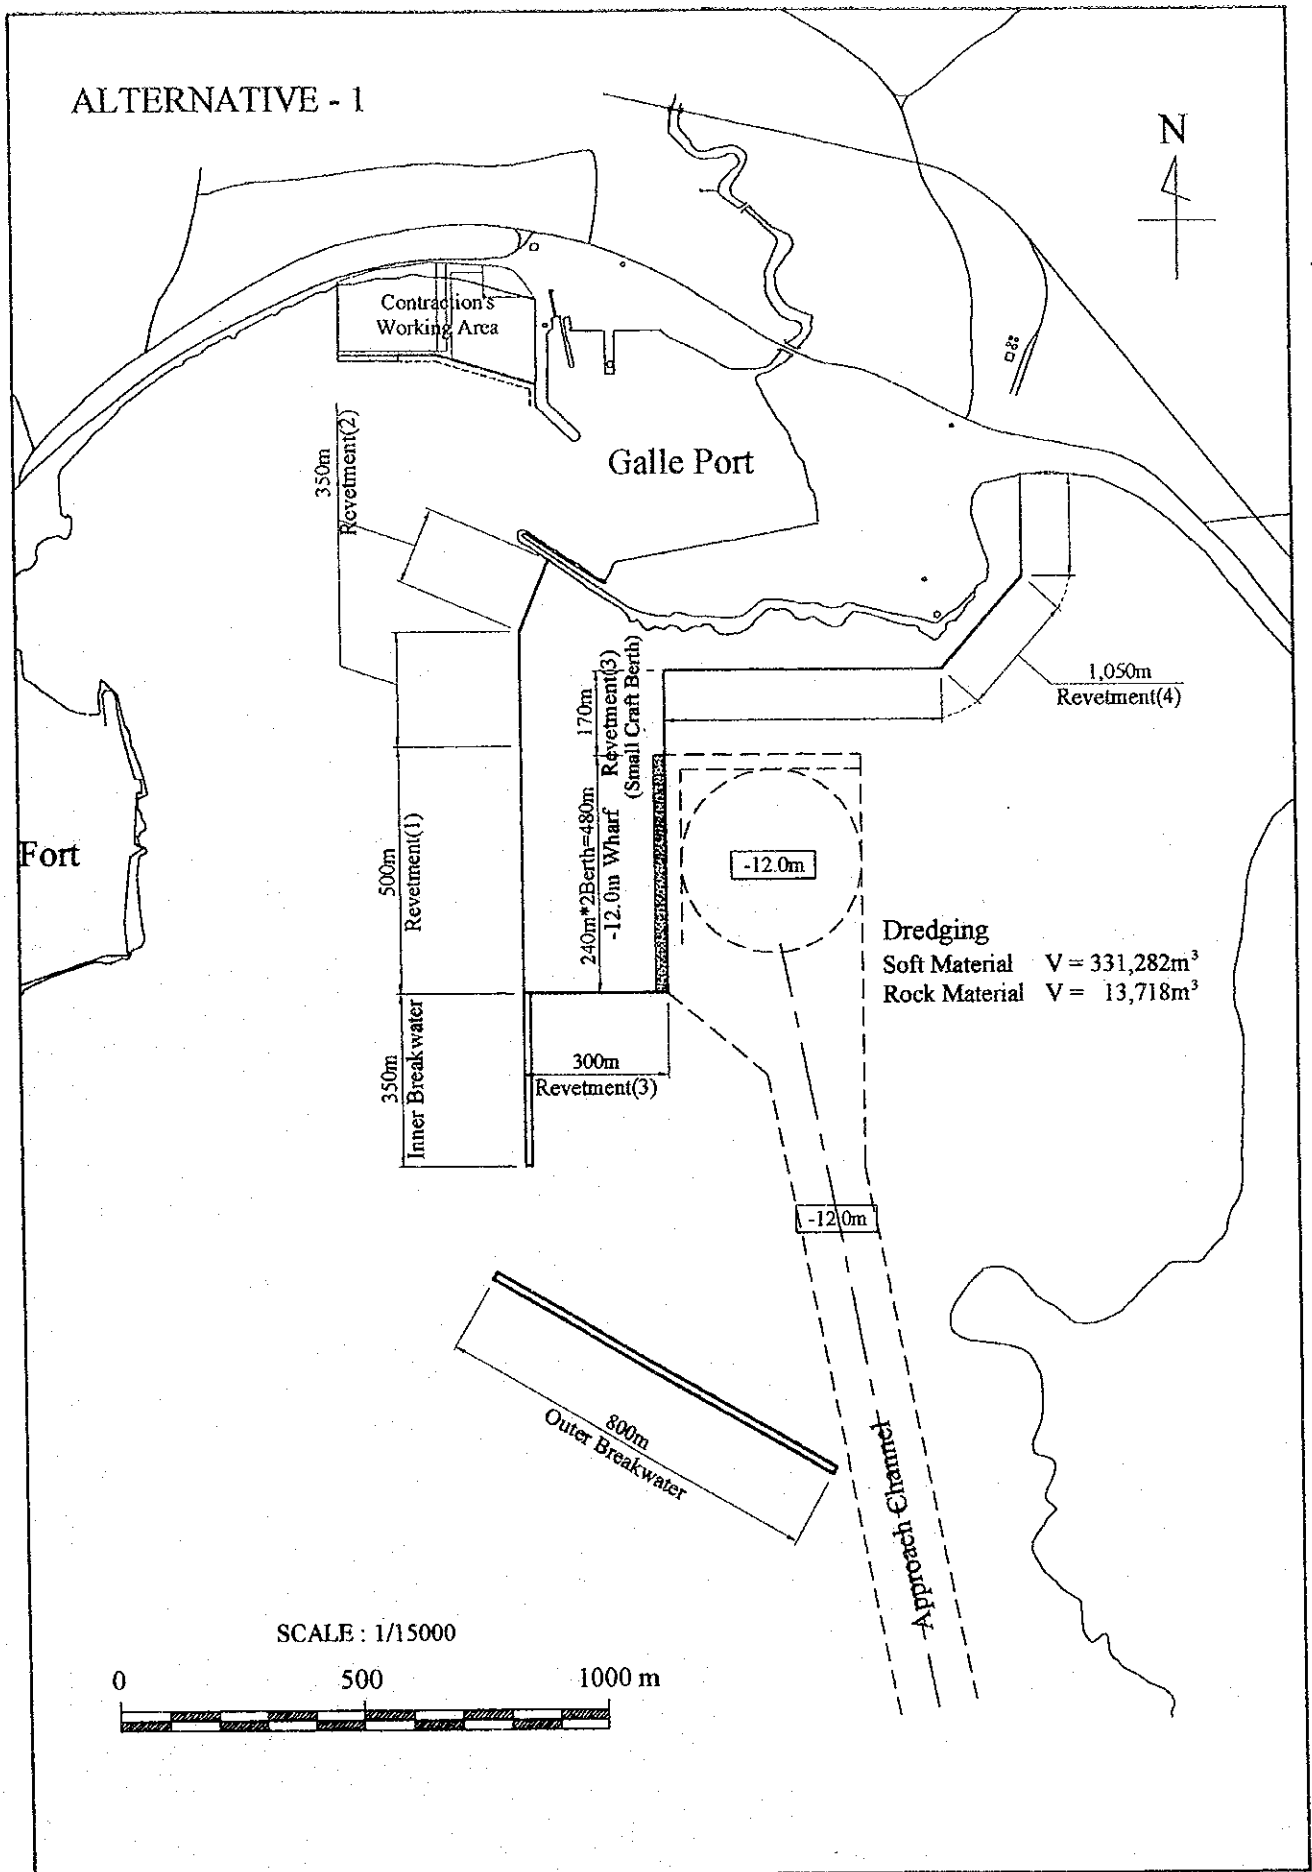 ALTERNATIVE - 1
N
Contraction's
Working Area
350m
Revetment(2)
Galle Port
1,050m
Revetment(4)
170m
Revetment(3)
(Small Craft Berth)
240m*2Berth=480m
-12.0m Wharf
500m
Revetment(1)
Fort
-12.0m
Dredging
Soft Material V = 331,282m³
Rock Material V = 13,718m³
350m
Inner Breakwater
300m
Revetment(3)
-12.0m
800m
Outer Breakwater
Approach Channel
SCALE : 1/15000
0 500 1000 m